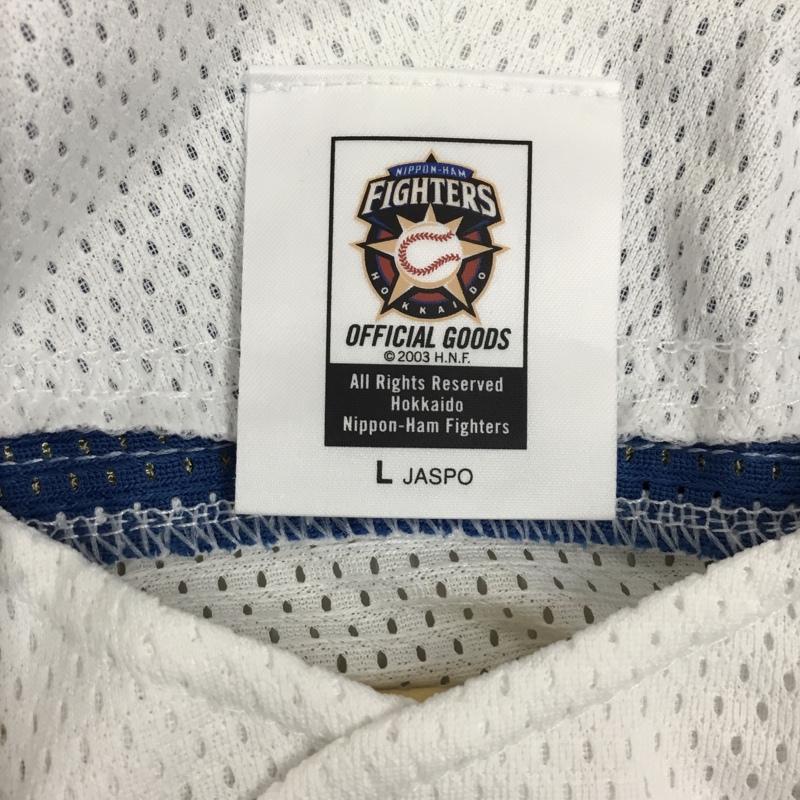 NIPPON-HAM
FIGHTERS
HOKKAIDO
OFFICIAL GOODS
© 2003 H.N.F.
All Rights Reserved
Hokkaido
Nippon-Ham Fighters
L JASPO